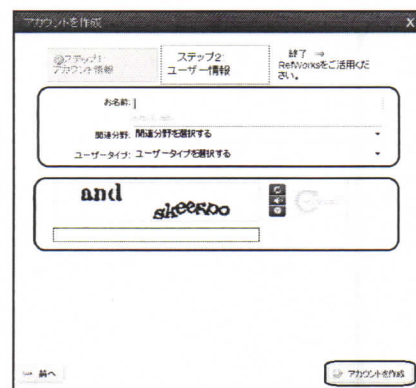 アカウントを作成 X
ステップ1:
アカウント情報
ステップ2:
ユーザー情報
終了 ⇒
RefWorksをご活用くだ
さい。
お名前:
関連分野: 関連分野を選択する
ユーザータイプ: ユーザータイプを選択する
and
前へ
アカウントを作成